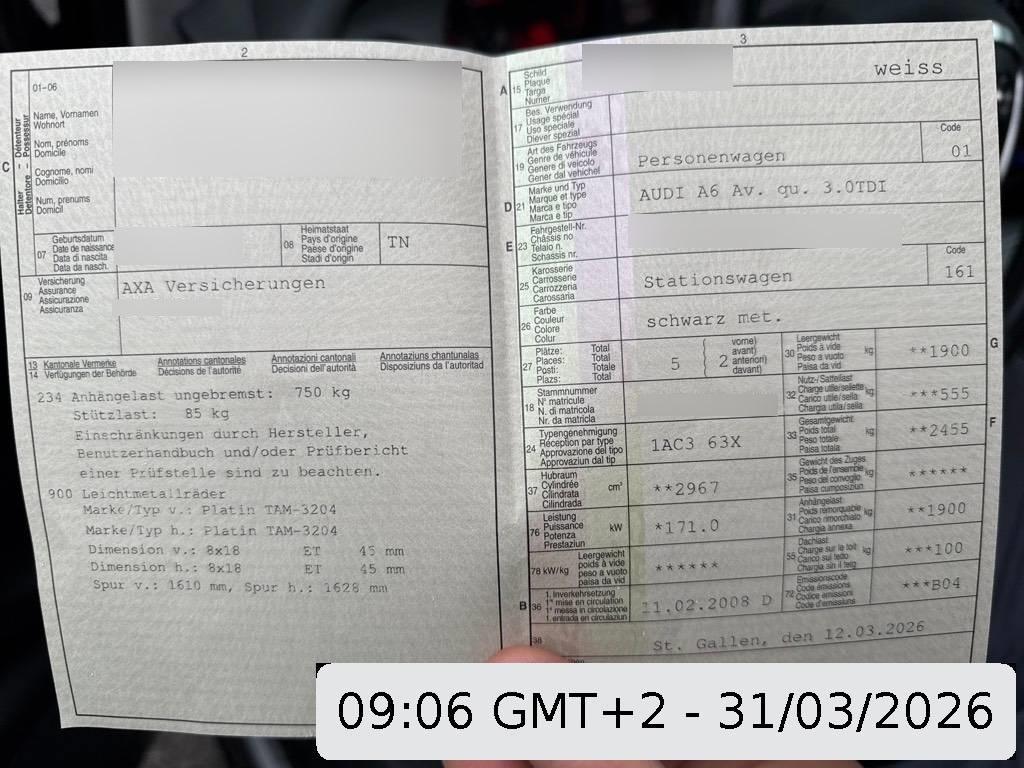 2
01-06
C
Halter Détenteur
Detentore Possessur
Name, Vornamen
Wohnort
Nom, prénoms
Domicile
Cognome, nomi
Domicilio
Num, prenums
Domicil
07
Geburtsdatum
Date de naissance
Data di nascita
Data da nasch.
08
Heimatstaat
Pays d'origine
Paese d'origine
Stadi d'origin
TN
09
Versicherung
Assurance
Assicurazione
Assicuranza
AXA Versicherungen
13 Kantonale Vermerke Annotations cantonales Annotazioni cantonali Annotaziuns chantunalas
14 Verfügungen der Behörde Décisions de l'autorité Decisioni dell'autorità Disposiziuns da l'autoritad
234 Anhängelast ungebremst: 750 kg
Stützlast: 85 kg
Einschränkungen durch Hersteller,
Benutzerhandbuch und/oder Prüfbericht
einer Prüfstelle sind zu beachten.
900 Leichtmetallräder
Marke/Typ v.: Platin TAM-3204
Marke/Typ h.: Platin TAM-3204
Dimension v.: 8x18 ET 45 mm
Dimension h.: 8x18 ET 45 mm
Spur v.: 1610 mm, Spur h.: 1628 mm
3
A 15
Schild
Plaque
Targa
Numer
weiss
17
Bes. Verwendung
Usage spécial
Uso speciale
Diever spezial
19
Art des Fahrzeugs
Genre de véhicule
Genere di veicolo
Gener dal vehichel
Personenwagen
Code
01
D 21
Marke und Typ
Marque et type
Marca e tipo
Marca e tip
AUDI A6 Av. qu. 3.0TDI
E 23
Fahrgestell-Nr.
Châssis no
Telaio n.
Schassis nr.
25
Karosserie
Carrosserie
Carrozzeria
Carossaria
Stationswagen
Code
161
26
Farbe
Couleur
Colore
Colur
schwarz met.
27
Plätze: Total
Places: Total
Posti: Totale
Plazs: Total
5
2
vorne)
avant)
anteriori)
davant)
G
30
Leergewicht
Poids à vide
Peso a vuoto
Paisa da vid
kg
**1900
18
Stammnummer
N° matricule
N. di matricola
Nr. da matricla
32
Nutz-/Sattellast
Charge utile/sellette
Carico utile/sella
Chargia utila/sella
kg
***555
24
Typengenehmigung
Réception par type
Approvazione del tipo
Approvaziun dal tip
1AC3 63X
F
33
Gesamtgewicht
Poids total
Peso totale
Paisa totala
kg
**2455
37
Hubraum
Cylindrée
Cilindrata
Cilindrada
cm³
**2967
35
Gewicht des Zuges
Poids de l'ensemble
Peso del convoglio
Paisa cumposiziun
kg
******
76
Leistung
Puissance
Potenza
Prestaziun
kW
*171.0
31
Anhängelast
Poids remorquable
Carico rimorchiato
Chargia annexa
kg
**1900
78 kW/kg
Leergewicht
poids à vide
peso a vuoto
paisa da vid
******
55
Dachlast
Charge sur le toit
Carico sul tetto
Chargia sin il tetg
kg
***100
B 36
1. Inverkehrsetzung
1re mise en circulation
1a messa in circolazione
1. entrada en circulaziun
11.02.2008 D
72
Emissionscode
Code émissions
Codice emissioni
Code d'emissiuns
***B04
38
St. Gallen, den 12.03.2026
09:06 GMT+2 - 31/03/2026